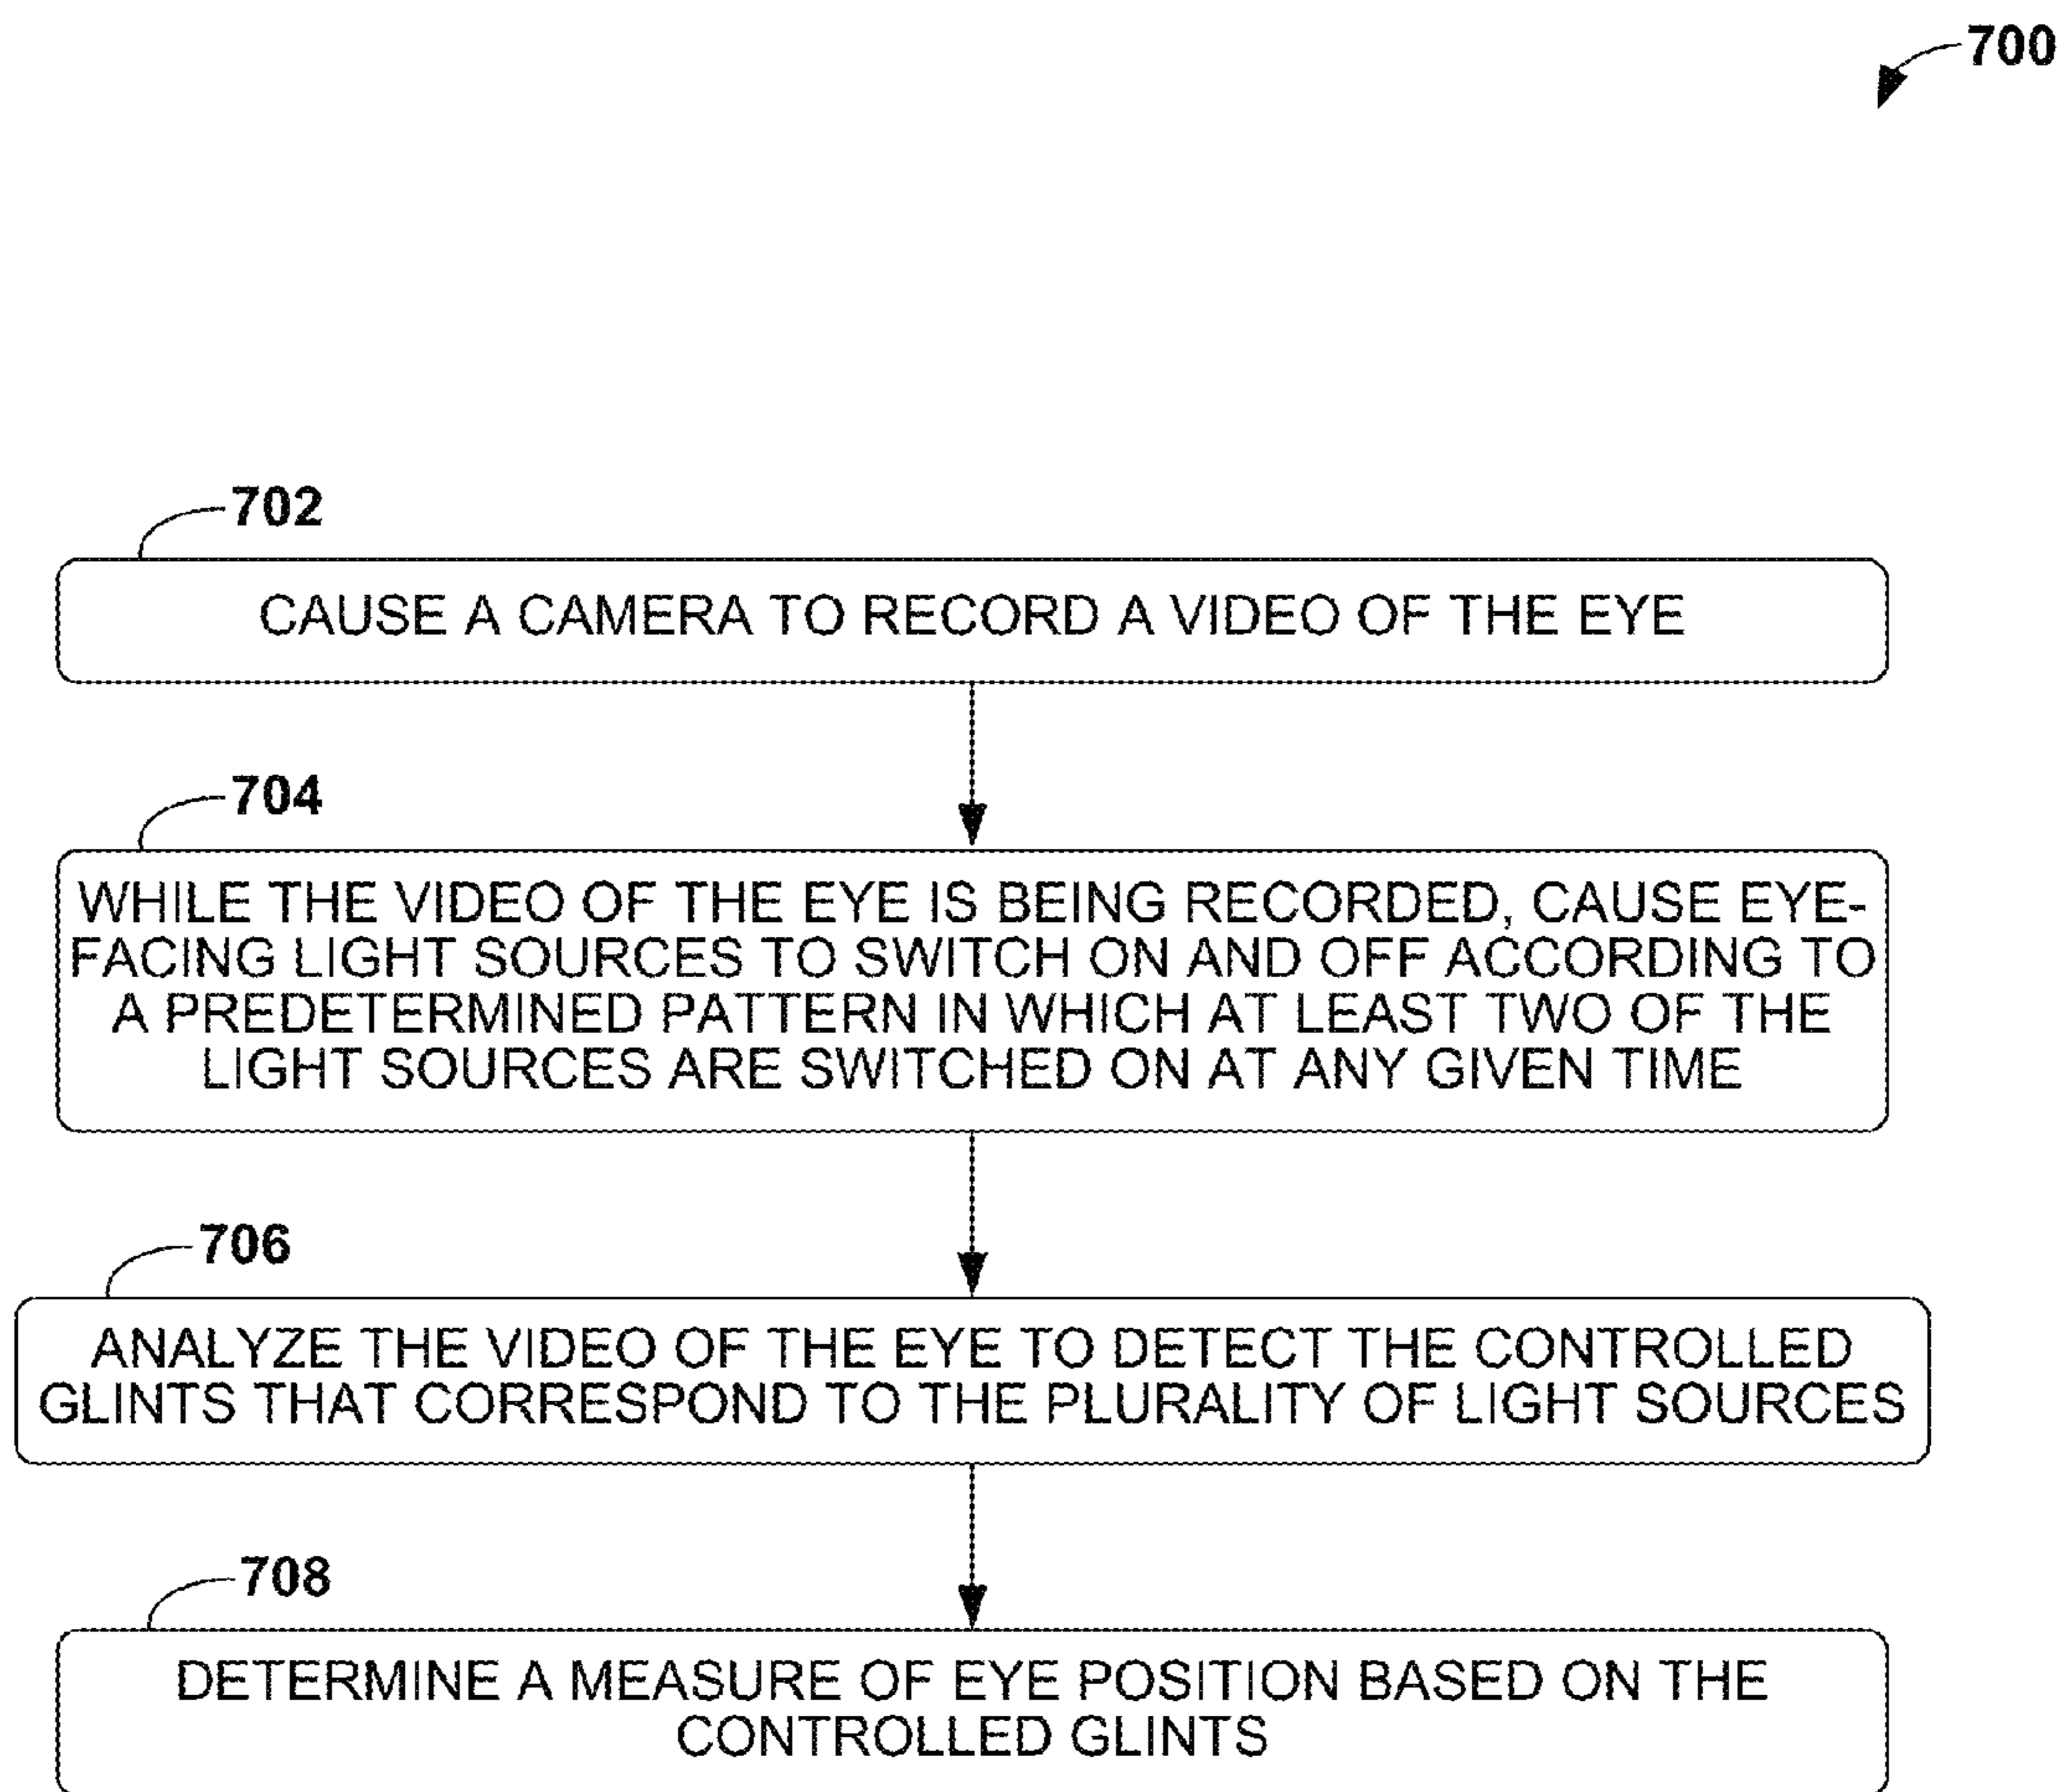 700
702
CAUSE A CAMERA TO RECORD A VIDEO OF THE EYE
704
WHILE THE VIDEO OF THE EYE IS BEING RECORDED, CAUSE EYE-
FACING LIGHT SOURCES TO SWITCH ON AND OFF ACCORDING TO
A PREDETERMINED PATTERN IN WHICH AT LEAST TWO OF THE
LIGHT SOURCES ARE SWITCHED ON AT ANY GIVEN TIME
706
ANALYZE THE VIDEO OF THE EYE TO DETECT THE CONTROLLED
GLINTS THAT CORRESPOND TO THE PLURALITY OF LIGHT SOURCES
708
DETERMINE A MEASURE OF EYE POSITION BASED ON THE
CONTROLLED GLINTS